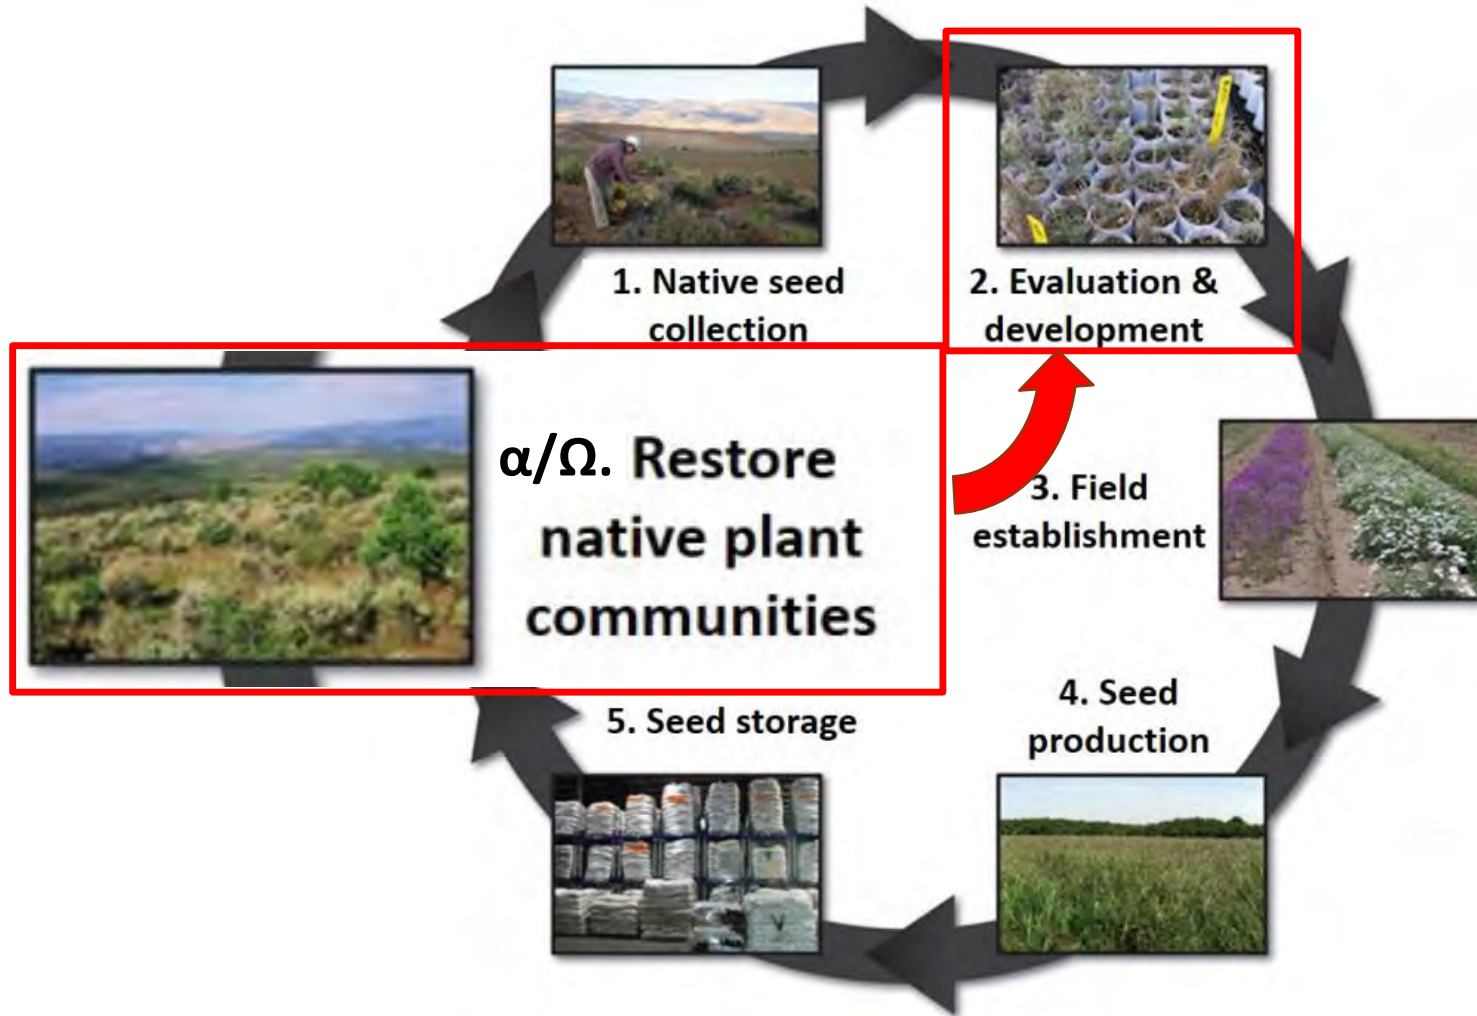 1. Native seed
collection
2. Evaluation &
development
α/Ω. Restore
native plant
communities
3. Field
establishment
4. Seed
production
5. Seed storage